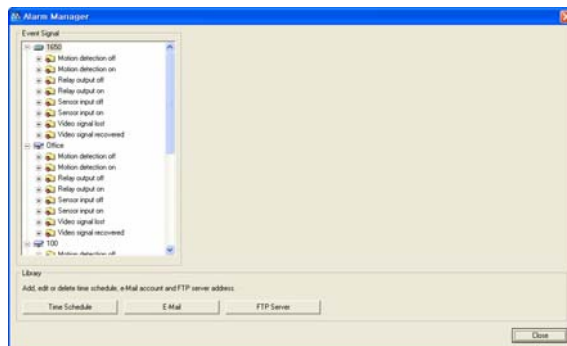 Alarm Manager
Event Signal
1650
Motion detection off
Motion detection on
Relay output off
Relay output on
Sensor input off
Sensor input on
Video signal lost
Video signal recovered
Office
Motion detection off
Motion detection on
Relay output off
Relay output on
Sensor input off
Sensor input on
Video signal lost
Video signal recovered
100
Motion detection off
Library
Add, edit or delete time schedule, e-Mail account and FTP server address.
Time Schedule E-Mail FTP Server
Close